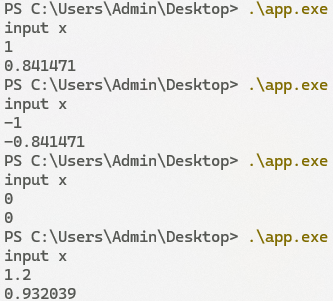 PS C:\Users\Admin\Desktop> .\app.exe
input x
1
0.841471
PS C:\Users\Admin\Desktop> .\app.exe
input x
-1
-0.841471
PS C:\Users\Admin\Desktop> .\app.exe
input x
0
0
PS C:\Users\Admin\Desktop> .\app.exe
input x
1.2
0.932039